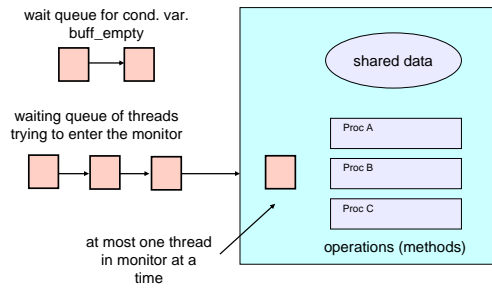 wait queue for cond. var.
buff_empty
waiting queue of threads
trying to enter the monitor
shared data
Proc A
Proc B
Proc C
operations (methods)
at most one thread
in monitor at a
time